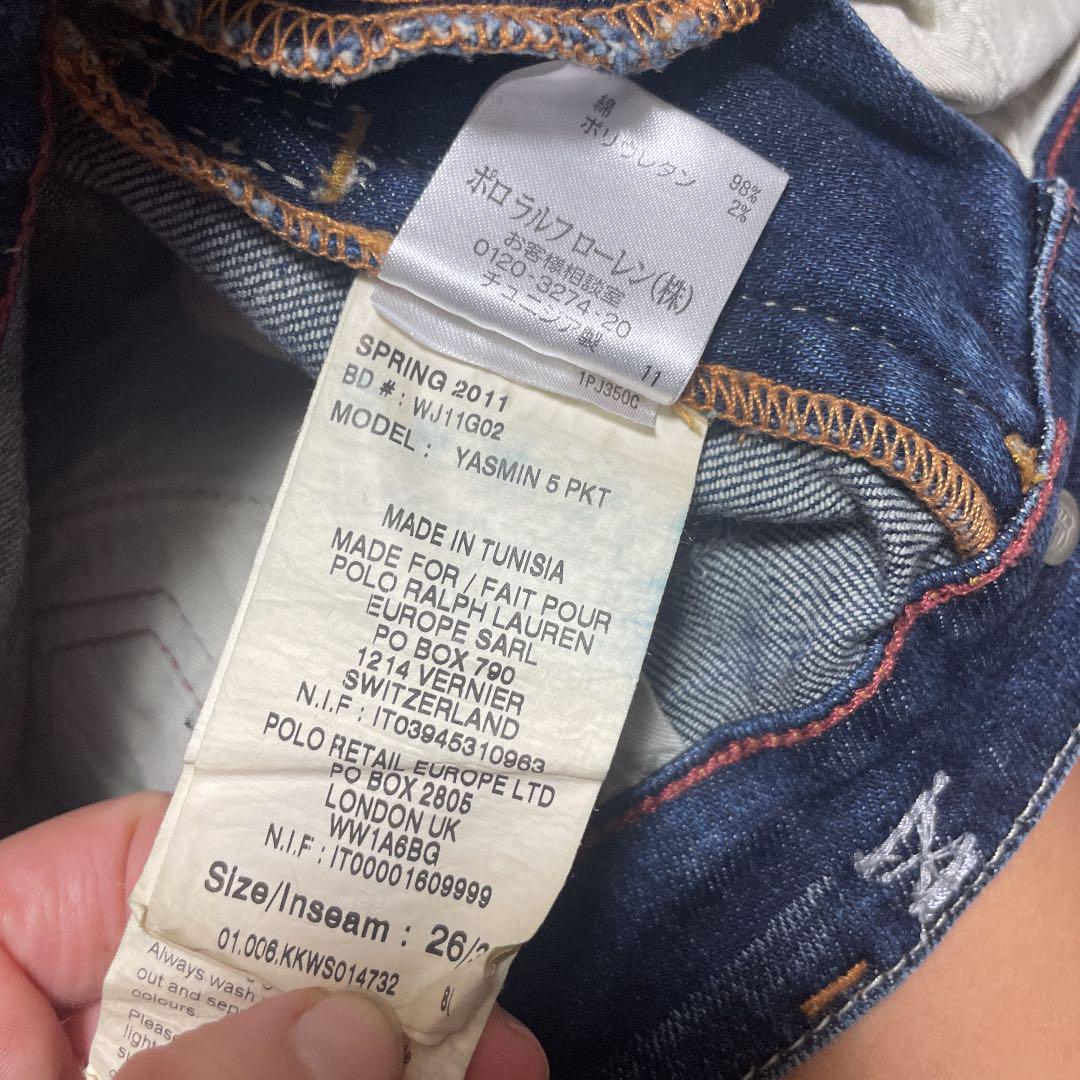 綿 98%
ポリウレタン 2%
ポロ ラルフ ローレン(株)
お客様相談室
0120-3274-20
チュニジア製
11
1PJ350C
SPRING 2011
BD #: WJ11G02
MODEL : YASMIN 5 PKT
MADE IN TUNISIA
MADE FOR / FAIT POUR
POLO RALPH LAUREN
EUROPE SARL
PO BOX 790
1214 VERNIER
SWITZERLAND
N.I.F : IT03945310963
POLO RETAIL EUROPE LTD
PO BOX 2805
LONDON UK
WW1A6BG
N.I.F : IT00001609999
Size/Inseam : 26/
01.006.KKWS014732
Always wash
out and sep
colours.
Pleas
light